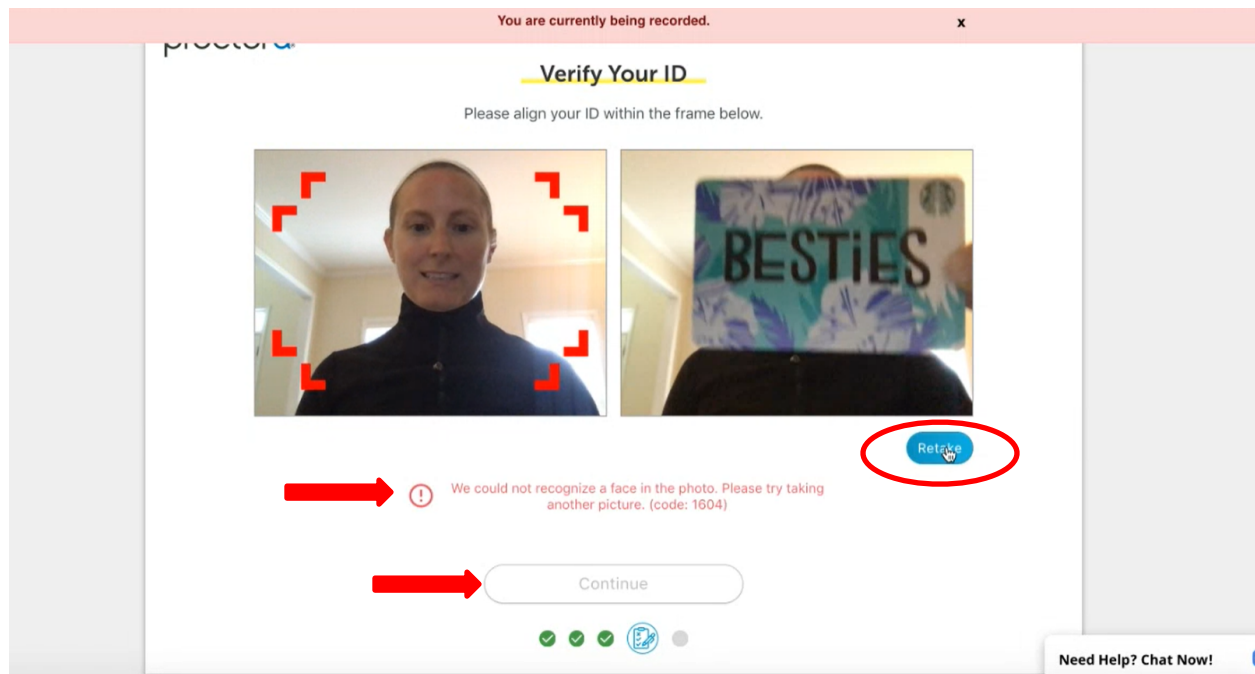 You are currently being recorded. x
proctoru
Verify Your ID
Please align your ID within the frame below.
BESTiES
Retake
We could not recognize a face in the photo. Please try taking
another picture. (code: 1604)
Continue
Need Help? Chat Now!